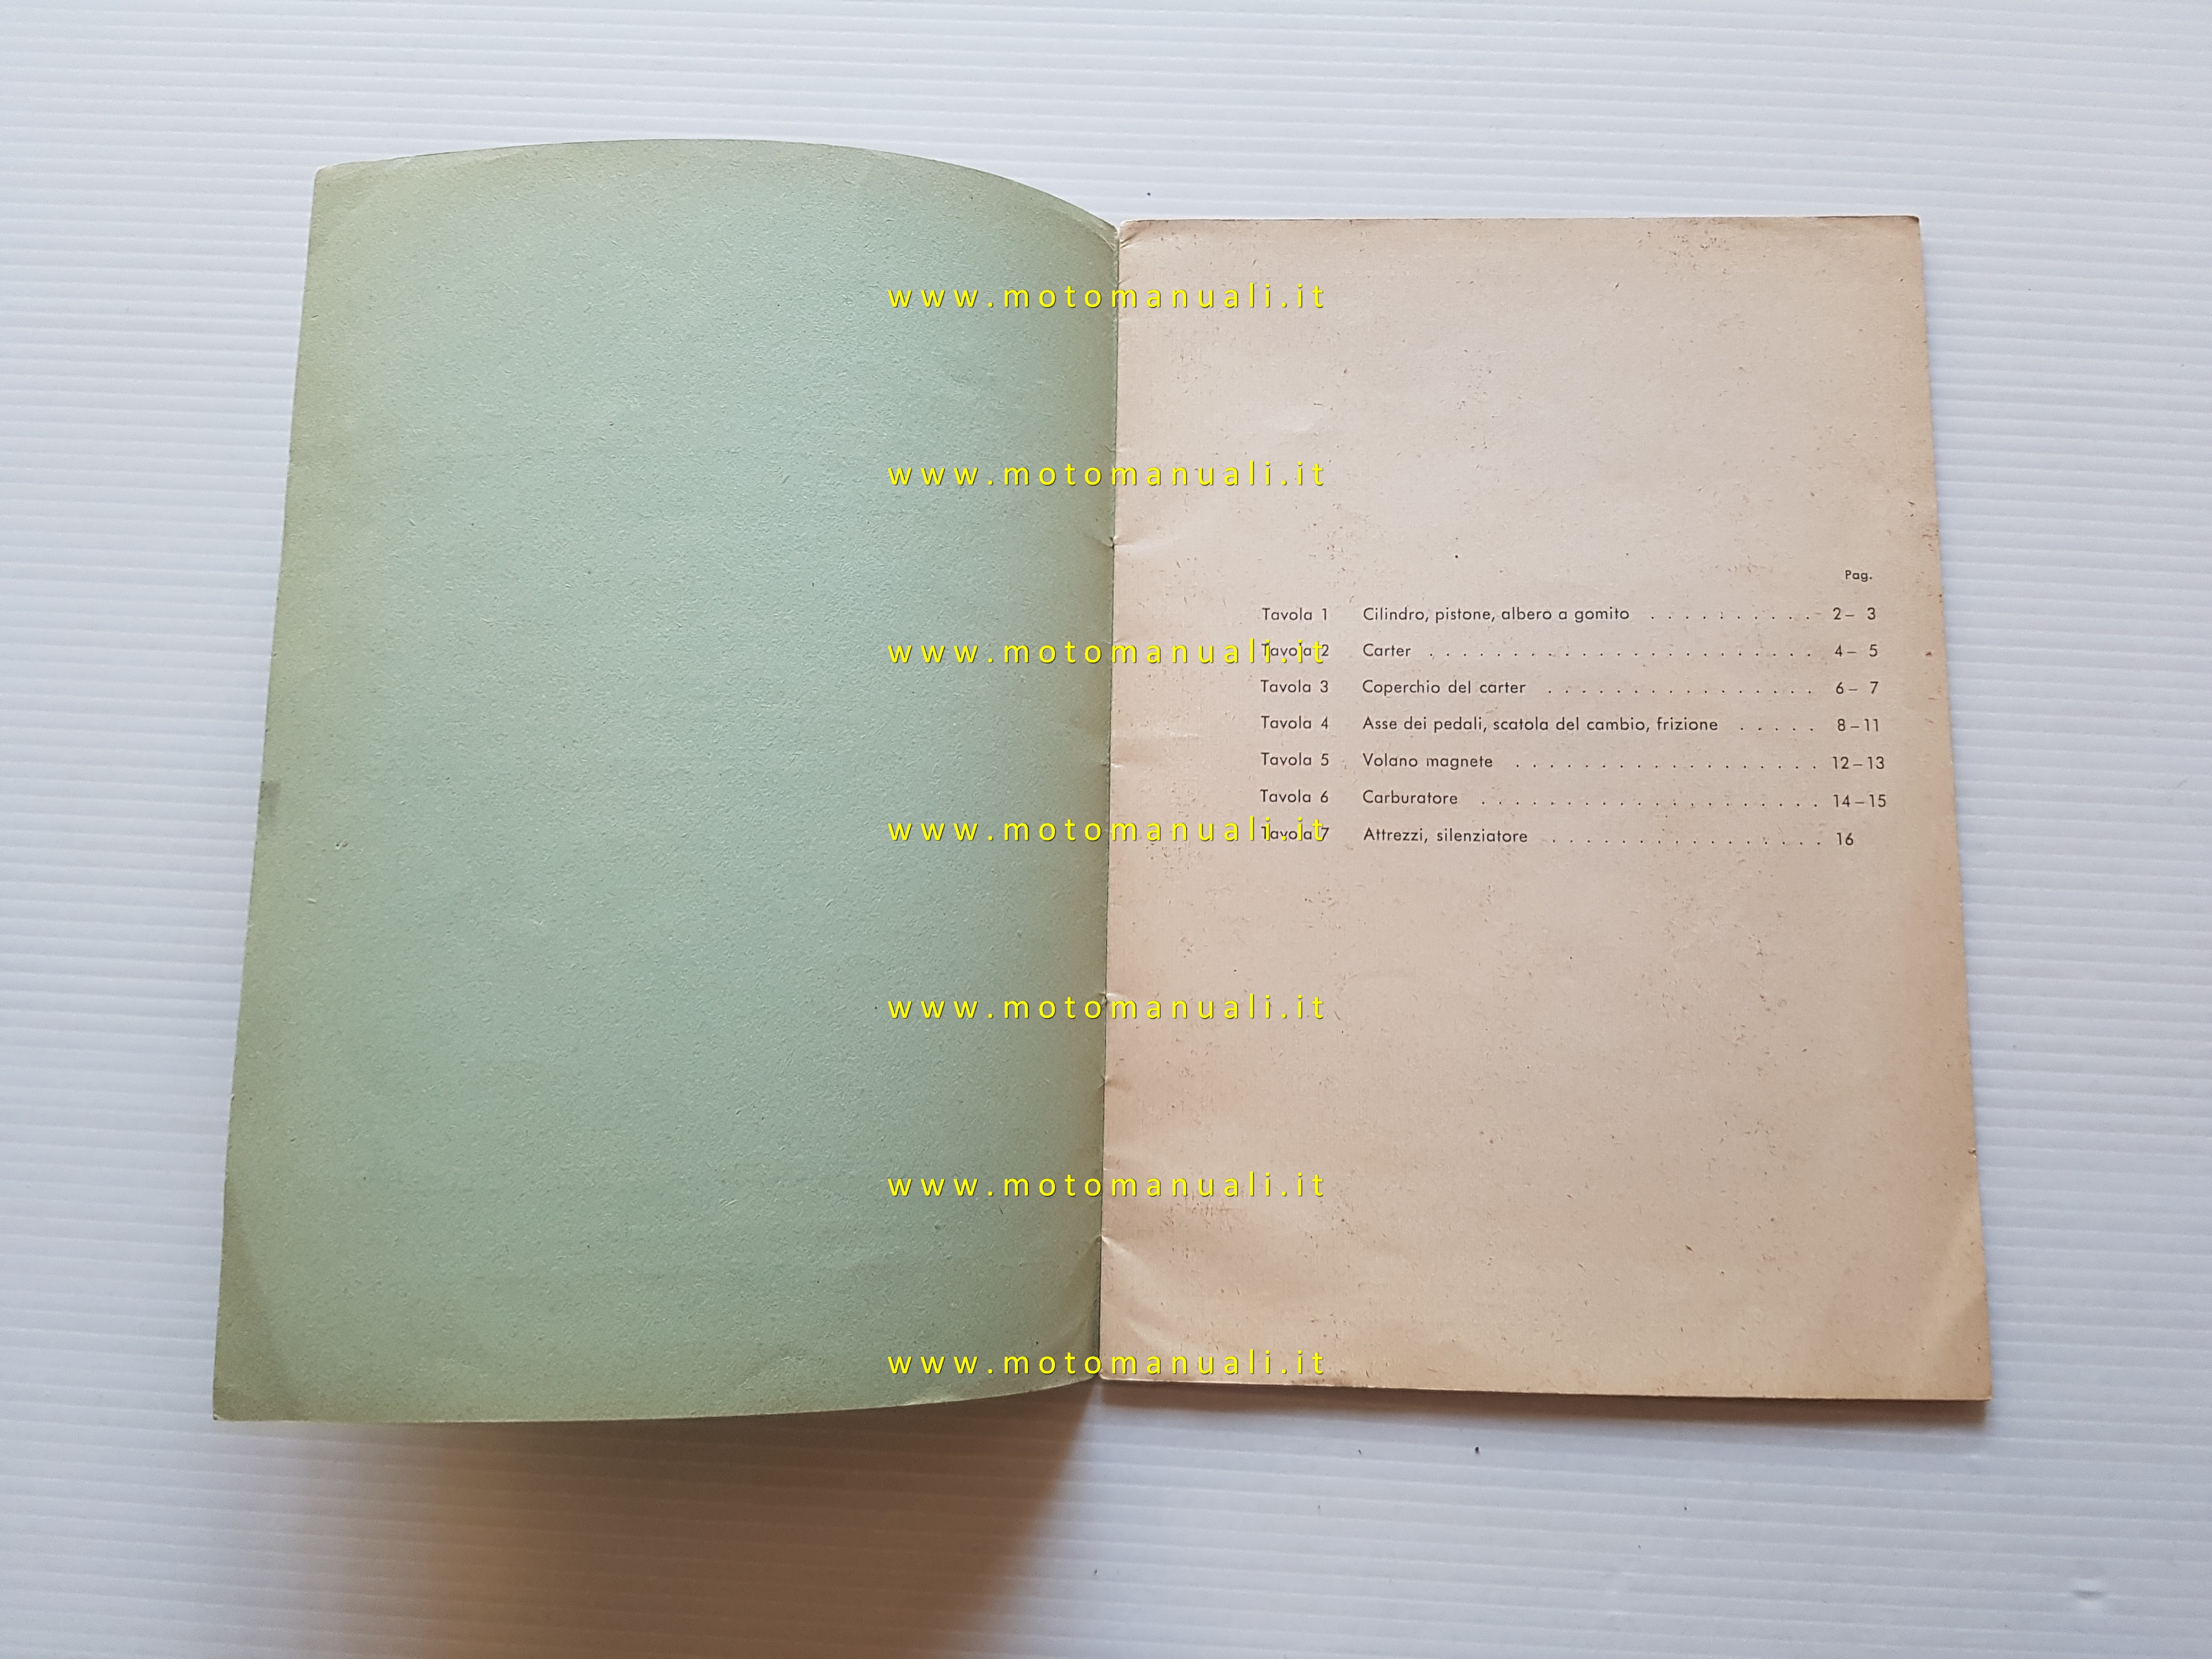 www.motomanuali.it
www.motomanuali.it
Pag.
Tavola 1 Cilindro, pistone, albero a gomito . . . . . . . . . . 2 – 3
www.motomanuali.it
Tavola 2 Carter . . . . . . . . . . . . . . . . . . . . . . . 4 – 5
Tavola 3 Coperchio del carter . . . . . . . . . . . . . . . . 6 – 7
Tavola 4 Asse dei pedali, scatola del cambio, frizione . . . . . 8 – 11
Tavola 5 Volano magnete . . . . . . . . . . . . . . . . . . 12 – 13
Tavola 6 Carburatore . . . . . . . . . . . . . . . . . . . . 14 – 15
www.motomanuali.it
Tavola 7 Attrezzi, silenziatore . . . . . . . . . . . . . . . . 16
www.motomanuali.it
www.motomanuali.it
www.motomanuali.it